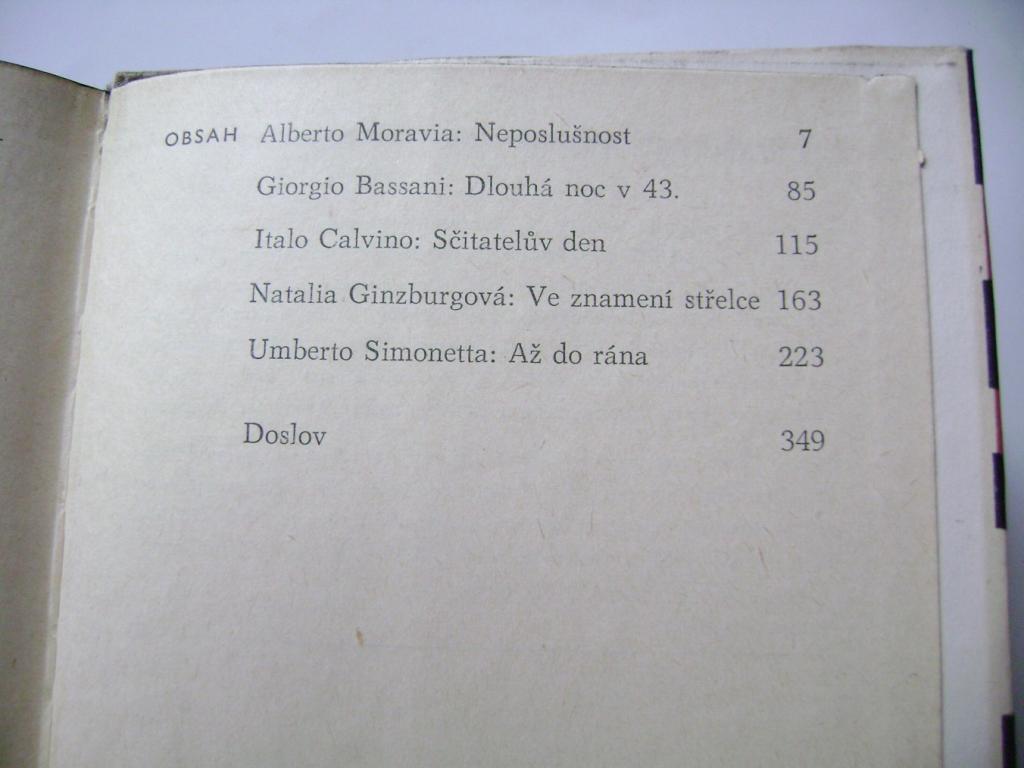 OBSAH Alberto Moravia: Neposlušnost 7
Giorgio Bassani: Dlouhá noc v 43. 85
Italo Calvino: Sčitatelův den 115
Natalia Ginzburgová: Ve znamení střelce 163
Umberto Simonetta: Až do rána 223
Doslov 349